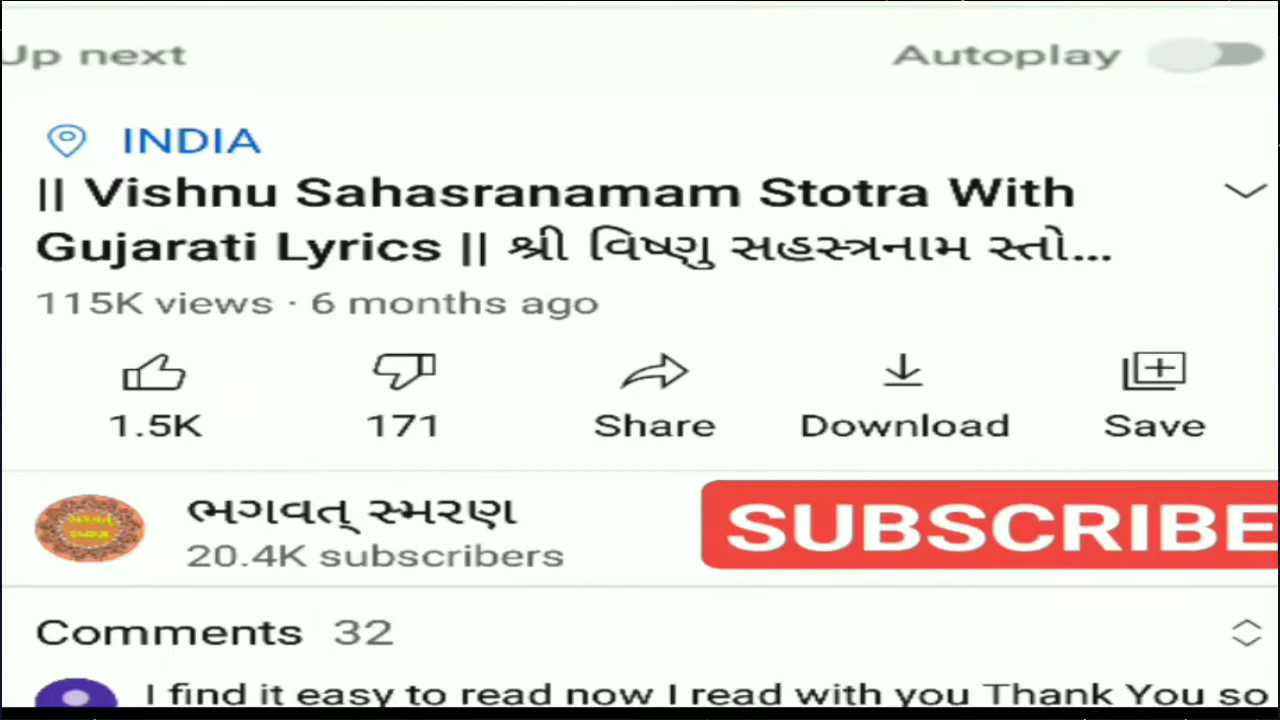 Up next
Autoplay
INDIA
|| Vishnu Sahasranamam Stotra With
Gujarati Lyrics || શ્રી વિષ્ણુ સહસ્ત્રનામ સ્તો...
115K views · 6 months ago
1.5K
171
Share
Download
Save
ભગવત્ સ્મરણ
ભગવત્ સ્મરણ
20.4K subscribers
SUBSCRIBE
Comments 32
I find it easy to read now I read with you Thank You so